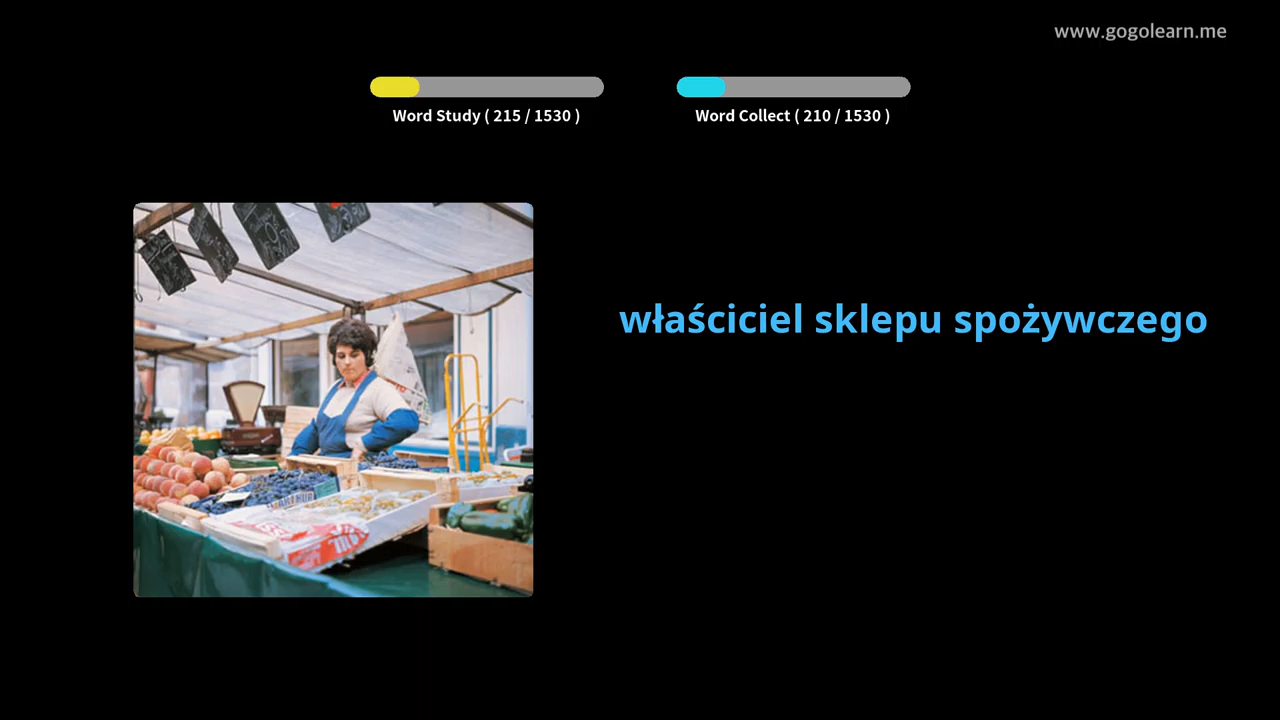 www.gogolearn.me
Word Study ( 215 / 1530 )
Word Collect ( 210 / 1530 )
właściciel sklepu spożywczego